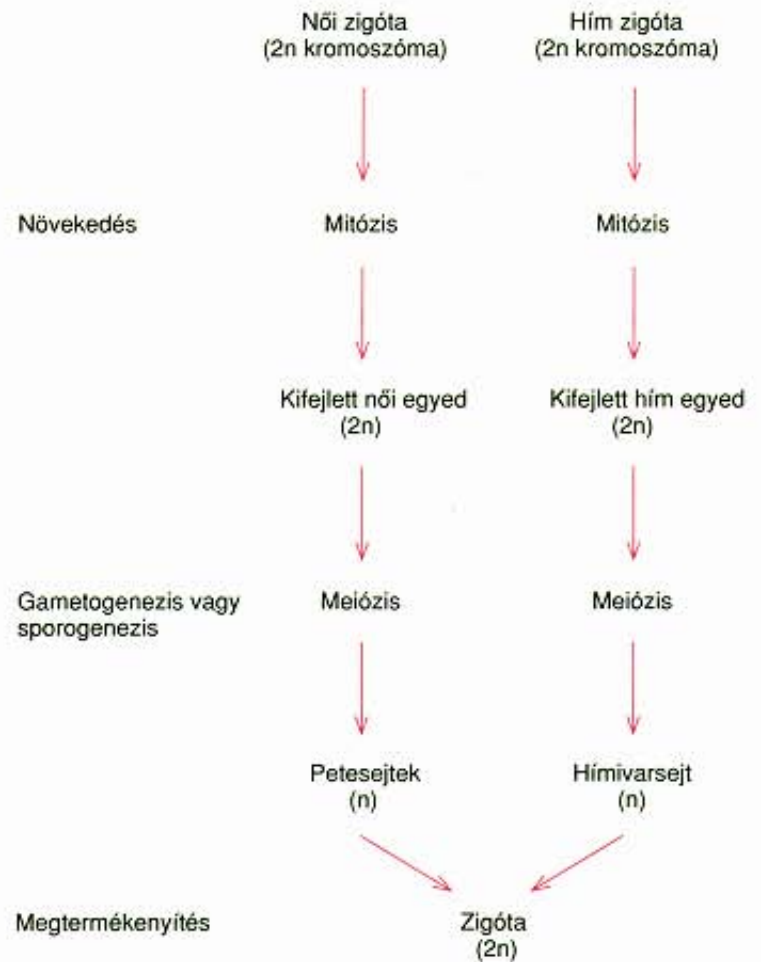 Női zigóta
(2n kromoszóma)
Hím zigóta
(2n kromoszóma)
Növekedés
Mitózis
Mitózis
Kifejlett női egyed
(2n)
Kifejlett hím egyed
(2n)
Gametogenezis vagy
sporogenezis
Meiózis
Meiózis
Petesejtek
(n)
Hímivarsejt
(n)
Megtermékenyítés
Zigóta
(2n)